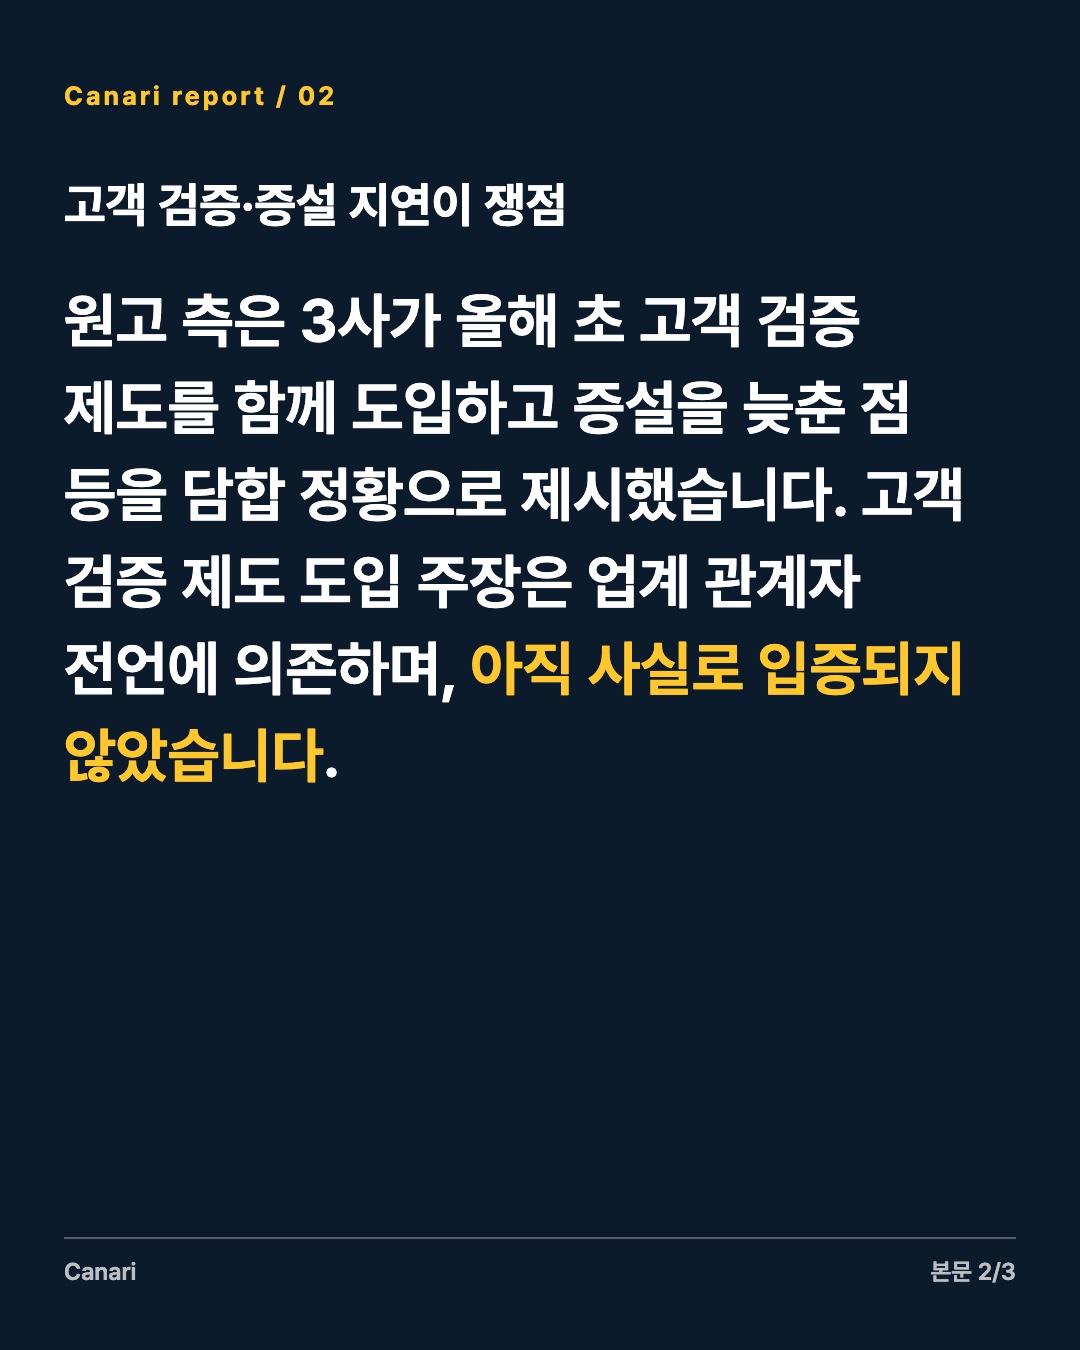 Canari report / 02
고객 검증·증설 지연이 쟁점
원고 측은 3사가 올해 초 고객 검증
제도를 함께 도입하고 증설을 늦춘 점
등을 담합 정황으로 제시했습니다. 고객
검증 제도 도입 주장은 업계 관계자
전언에 의존하며, 아직 사실로 입증되지
않았습니다.
Canari
본문 2/3